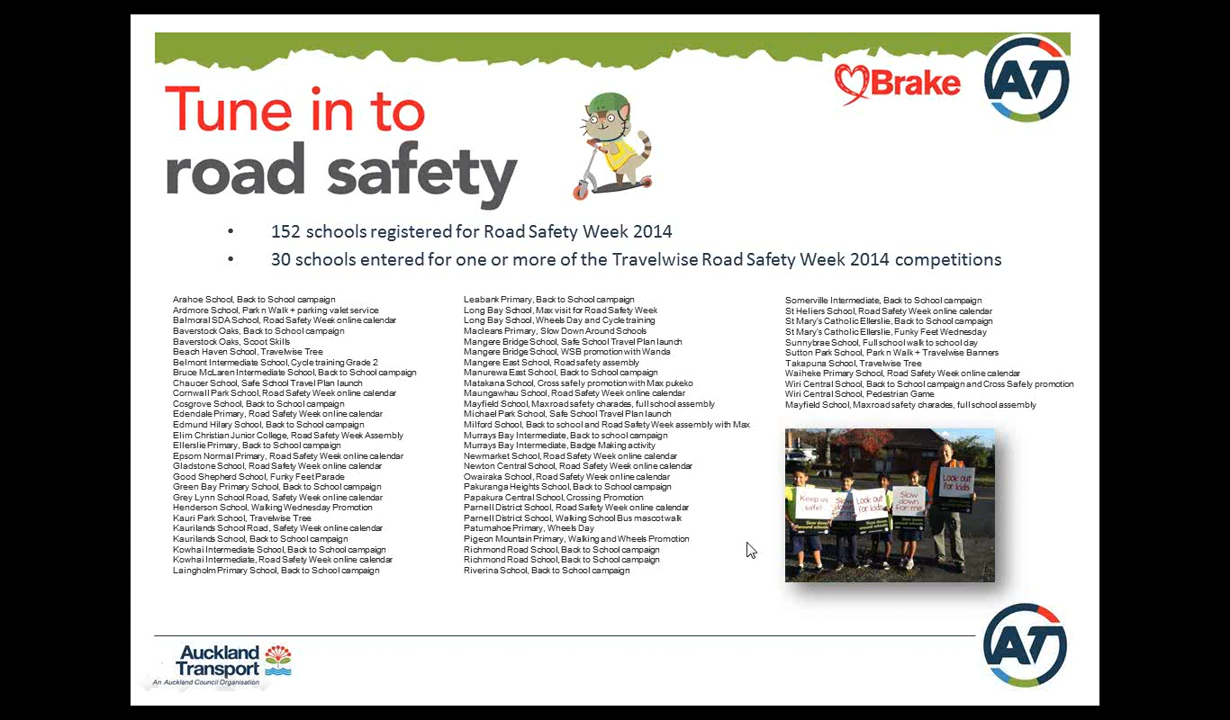 Brake
AT
Tune in to
road safety
• 152 schools registered for Road Safety Week 2014
• 30 schools entered for one or more of the Travelwise Road Safety Week 2014 competitions
Arahoe School, Back to School campaign
Ardmore School, Park n Walk + parking valet service
Balmoral SDA School, Road Safety Week online calendar
Baverstock Oaks, Back to School campaign
Baverstock Oaks, Scoot Skills
Beach Haven School, Travelwise Tree
Belmont Intermediate School, Cycle training Grade 2
Bruce McLaren Intermediate School, Back to School campaign
Chaucer School, Safe School Travel Plan launch
Cornwall Park School, Road Safety Week online calendar
Cosgrove School, Back to School campaign
Edendale Primary, Road Safety Week online calendar
Edmund Hilary School, Back to School campaign
Elim Christian Junior College, Road Safety Week Assembly
Ellerslie Primary, Back to School campaign
Epsom Normal Primary, Road Safety Week online calendar
Gladstone School, Road Safety Week online calendar
Good Shepherd School, Funky Feet Parade
Green Bay Primary School, Back to School campaign
Grey Lynn School Road, Safety Week online calendar
Henderson School, Walking Wednesday Promotion
Kauri Park School, Travelwise Tree
Kaurilands School Road, Safety Week online calendar
Kaurilands School, Back to School campaign
Kowhai Intermediate School, Back to School campaign
Kowhai Intermediate, Road Safety Week online calendar
Laingholm Primary School, Back to School campaign
Leabank Primary, Back to School campaign
Long Bay School, Max visit for Road Safety Week
Long Bay School, Wheels Day and Cycle training
Macleans Primary, Slow Down Around Schools
Mangere Bridge School, Safe School Travel Plan launch
Mangere Bridge School, WSB promotion with Wanda
Mangere East School, Road safety assembly
Manurewa East School, Back to School campaign
Matakana School, Cross safely promotion with Max pukeko
Maungawhau School, Road Safety Week online calendar
Mayfield School, Max road safety charades, full school assembly
Michael Park School, Safe School Travel Plan launch
Milford School, Back to school and Road Safety Week assembly with Max
Murrays Bay Intermediate, Back to school campaign
Murrays Bay Intermediate, Badge Making activity
Newmarket School, Road Safety Week online calendar
Newton Central School, Road Safety Week online calendar
Owairaka School, Road Safety Week online calendar
Pakuranga Heights School, Back to School campaign
Papakura Central School, Crossing Promotion
Parnell District School, Road Safety Week online calendar
Parnell District School, Walking School Bus mascot walk
Patumahoe Primary, Wheels Day
Pigeon Mountain Primary, Walking and Wheels Promotion
Richmond Road School, Back to School campaign
Richmond Road School, Back to School campaign
Riverina School, Back to School campaign
Somerville Intermediate, Back to School campaign
St Heliers School, Road Safety Week online calendar
St Mary's Catholic Ellerslie, Back to School campaign
St Mary's Catholic Ellerslie, Funky Feet Wednesday
Sunnybrae School, Full school walk to school day
Sutton Park School, Park n Walk + Travelwise Banners
Takapuna School, Travelwise Tree
Waiheke Primary School, Road Safety Week online calendar
Wiri Central School, Back to School campaign and Cross Safely promotion
Wiri Central School, Pedestrian Game
Mayfield School, Max road safety charades, full school assembly
Keep us safe!
Slow down
Look out for kids
Slow down for me
Look out for kids
Auckland
Transport
An Auckland Council Organisation
AT